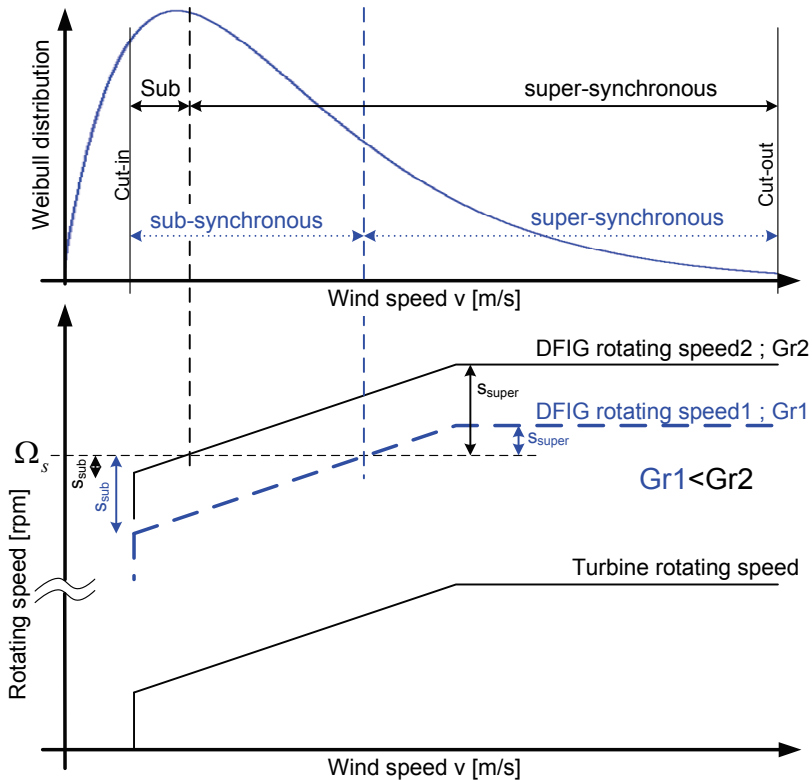 Weibull distribution
Cut-in
Sub
super-synchronous
Cut-out
sub-synchronous
super-synchronous
Wind speed v [m/s]
Rotating speed [rpm]
DFIG rotating speed2 ; Gr2
s_super
DFIG rotating speed1 ; Gr1
s_super
Ω_s
s_sub
s_sub
Gr1<Gr2
Turbine rotating speed
Wind speed v [m/s]